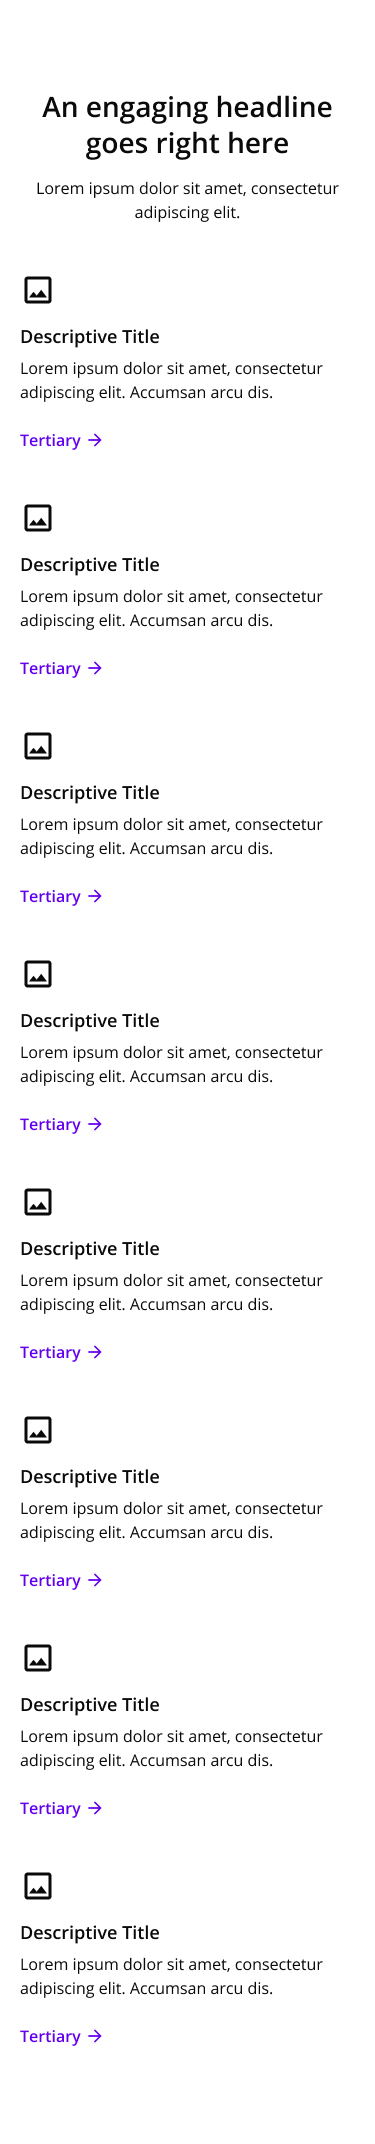 An engaging headline
goes right here
Lorem ipsum dolor sit amet, consectetur
adipiscing elit.
Descriptive Title
Lorem ipsum dolor sit amet, consectetur
adipiscing elit. Accumsan arcu dis.
Tertiary →
Descriptive Title
Lorem ipsum dolor sit amet, consectetur
adipiscing elit. Accumsan arcu dis.
Tertiary →
Descriptive Title
Lorem ipsum dolor sit amet, consectetur
adipiscing elit. Accumsan arcu dis.
Tertiary →
Descriptive Title
Lorem ipsum dolor sit amet, consectetur
adipiscing elit. Accumsan arcu dis.
Tertiary →
Descriptive Title
Lorem ipsum dolor sit amet, consectetur
adipiscing elit. Accumsan arcu dis.
Tertiary →
Descriptive Title
Lorem ipsum dolor sit amet, consectetur
adipiscing elit. Accumsan arcu dis.
Tertiary →
Descriptive Title
Lorem ipsum dolor sit amet, consectetur
adipiscing elit. Accumsan arcu dis.
Tertiary →
Descriptive Title
Lorem ipsum dolor sit amet, consectetur
adipiscing elit. Accumsan arcu dis.
Tertiary →